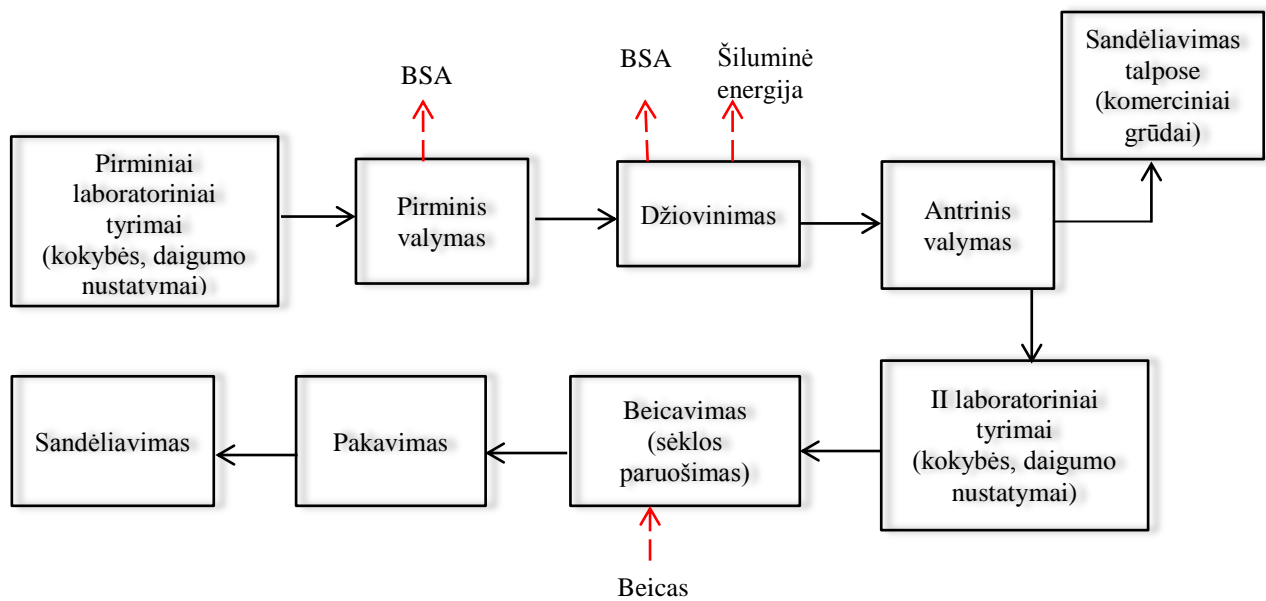 BSA
BSA
Šiluminė
energija
Sandėliavimas
talpose
(komerciniai
grūdai)
Pirminiai
laboratoriniai
tyrimai
(kokybės, daigumo
nustatymai)
Pirminis
valymas
Džiovinimas
Antrinis
valymas
Sandėliavimas
Pakavimas
Beicavimas
(sėklos
paruošimas)
II laboratoriniai
tyrimai
(kokybės, daigumo
nustatymai)
Beicas